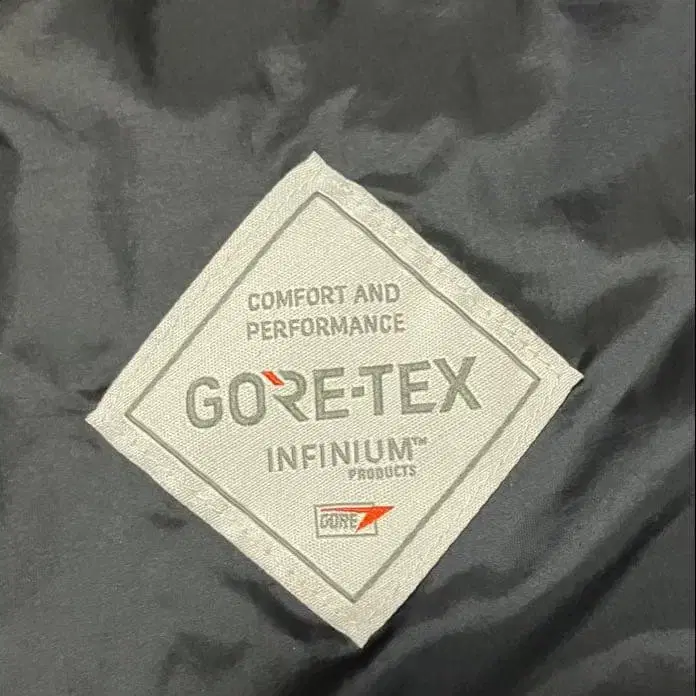 COMFORT AND
PERFORMANCE
GORE-TEX
INFINIUM™
PRODUCTS
GORE